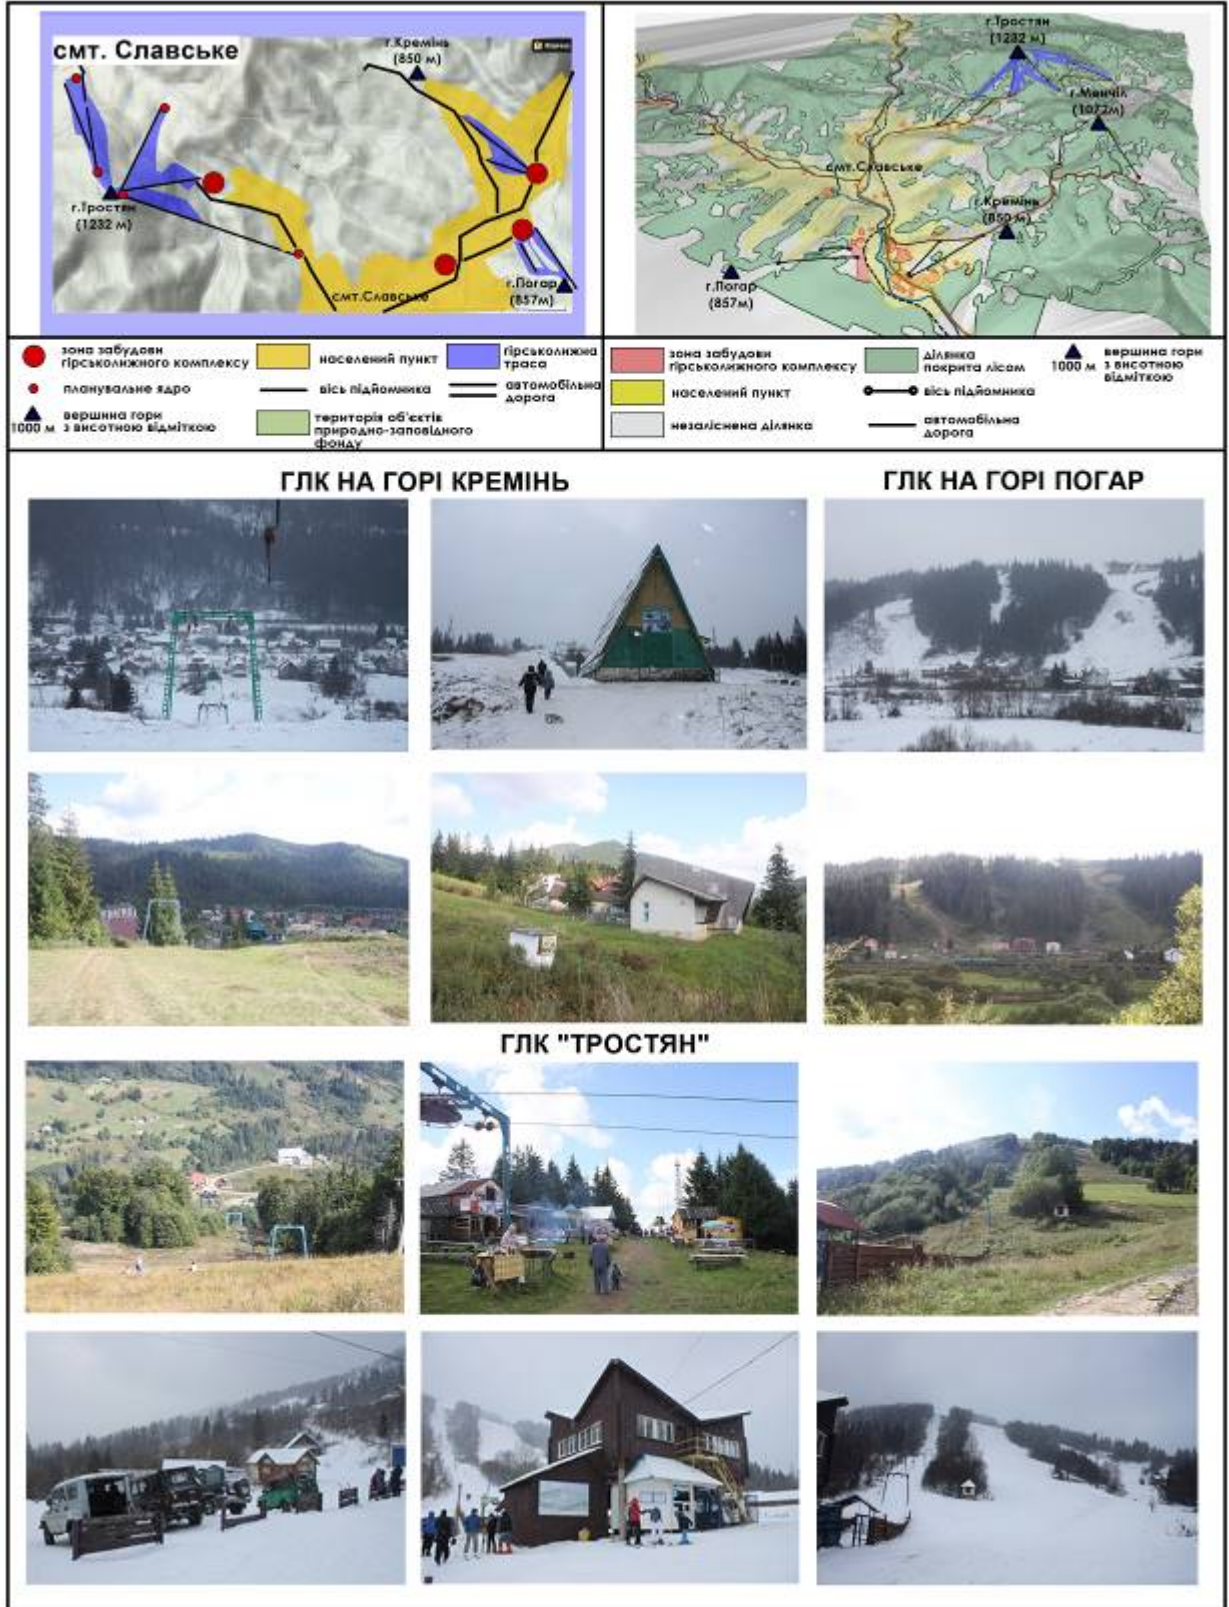 смт. Славське
г.Кремінь
(850 м)
г.Тростян
(1232 м)
г.Погар
(857м)
смт.Славське
г.Тростян
(1232 м)
г.Менчіл
(1072м)
смт.Славське
г.Кремінь
(850 м)
г.Погар
(857м)
зона забудови
гірськолижного комплексу
населений пункт
гірськолижна
траса
планувальне ядро
вісь підйомника
автомобільна
дорога
1000 м
вершина гори
з висотною відміткою
територія об'єктів
природно-заповідного
фонду
зона забудови
гірськолижного комплексу
ділянка
покрита лісом
1000 м
вершина гори
з висотною
відміткою
населений пункт
вісь підйомника
незаліснена ділянка
автомобільна
дорога
ГЛК НА ГОРІ КРЕМІНЬ
ГЛК НА ГОРІ ПОГАР
ГЛК "ТРОСТЯН"